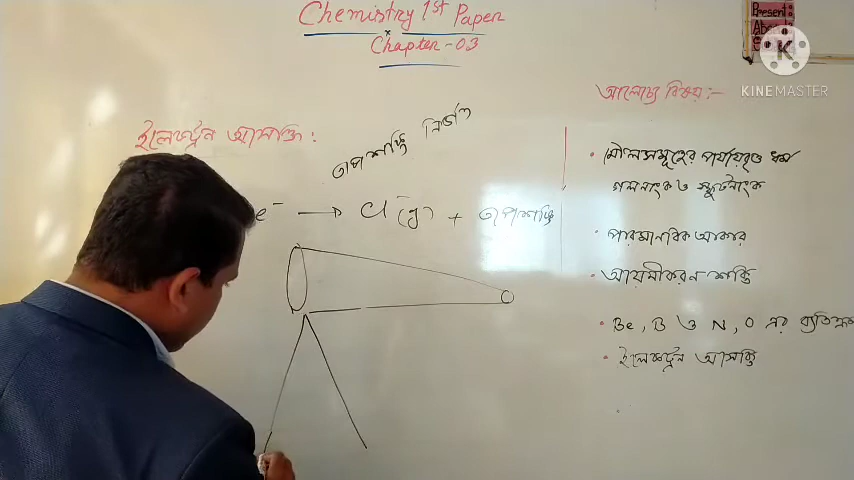 Chemistry 1st Paper
Chapter-03
Present
KINEMASTER
ইলেকট্রন আসক্তি:
তাপশক্তি নির্গত
e⁻ → Cl⁻(g) + তাপশক্তি
আলোচ্য বিষয়:-
• মৌলসমূহের পর্যায়বৃত্ত ধর্ম
গলনাংক ও স্ফুটনাংক
• পারমানবিক আকার
• আয়নীকরণ শক্তি
• Be, B ও N, O এর ব্যতিক্রম
• ইলেকট্রন আসক্তি